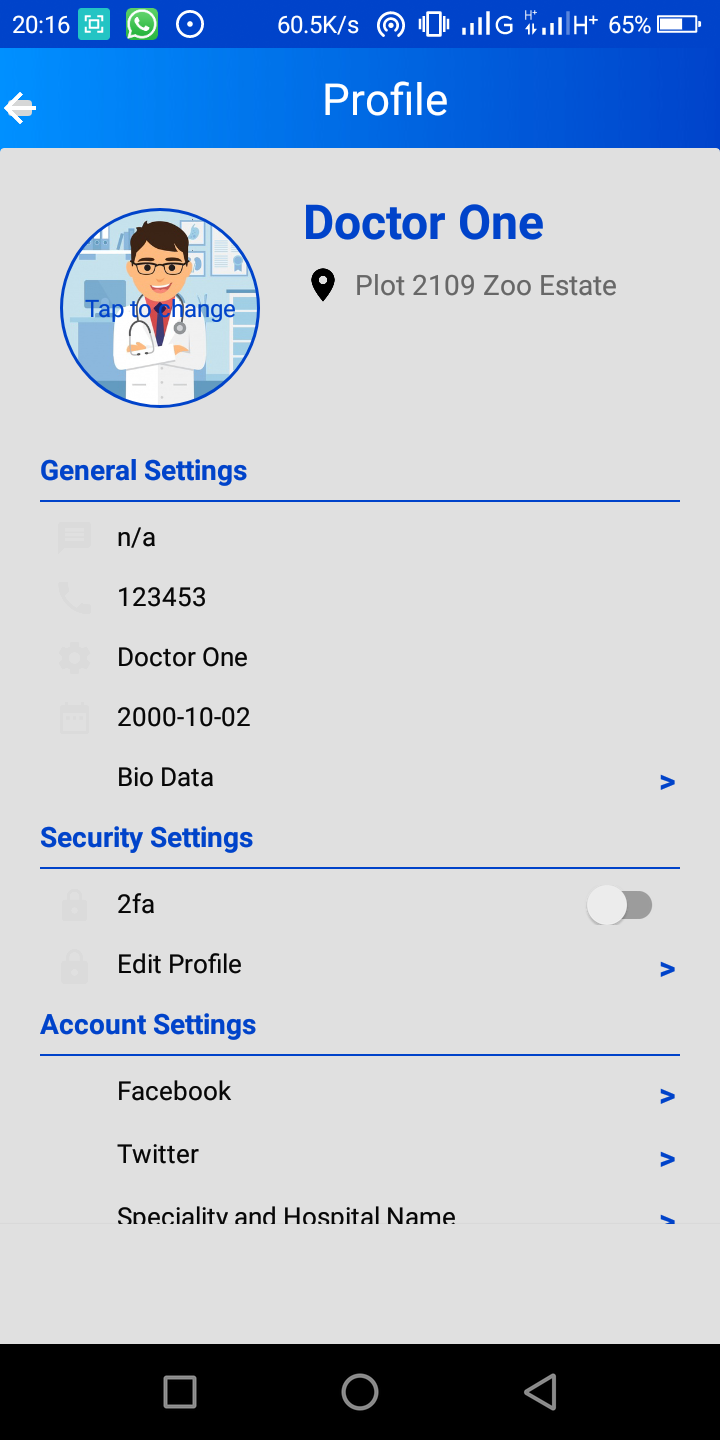 20:16 60.5K/s G H+ H+ 65%
Profile
Doctor One
Plot 2109 Zoo Estate
Tap to change
General Settings
n/a
123453
Doctor One
2000-10-02
Bio Data >
Security Settings
2fa
Edit Profile >
Account Settings
Facebook >
Twitter >
Speciality and Hospital Name >